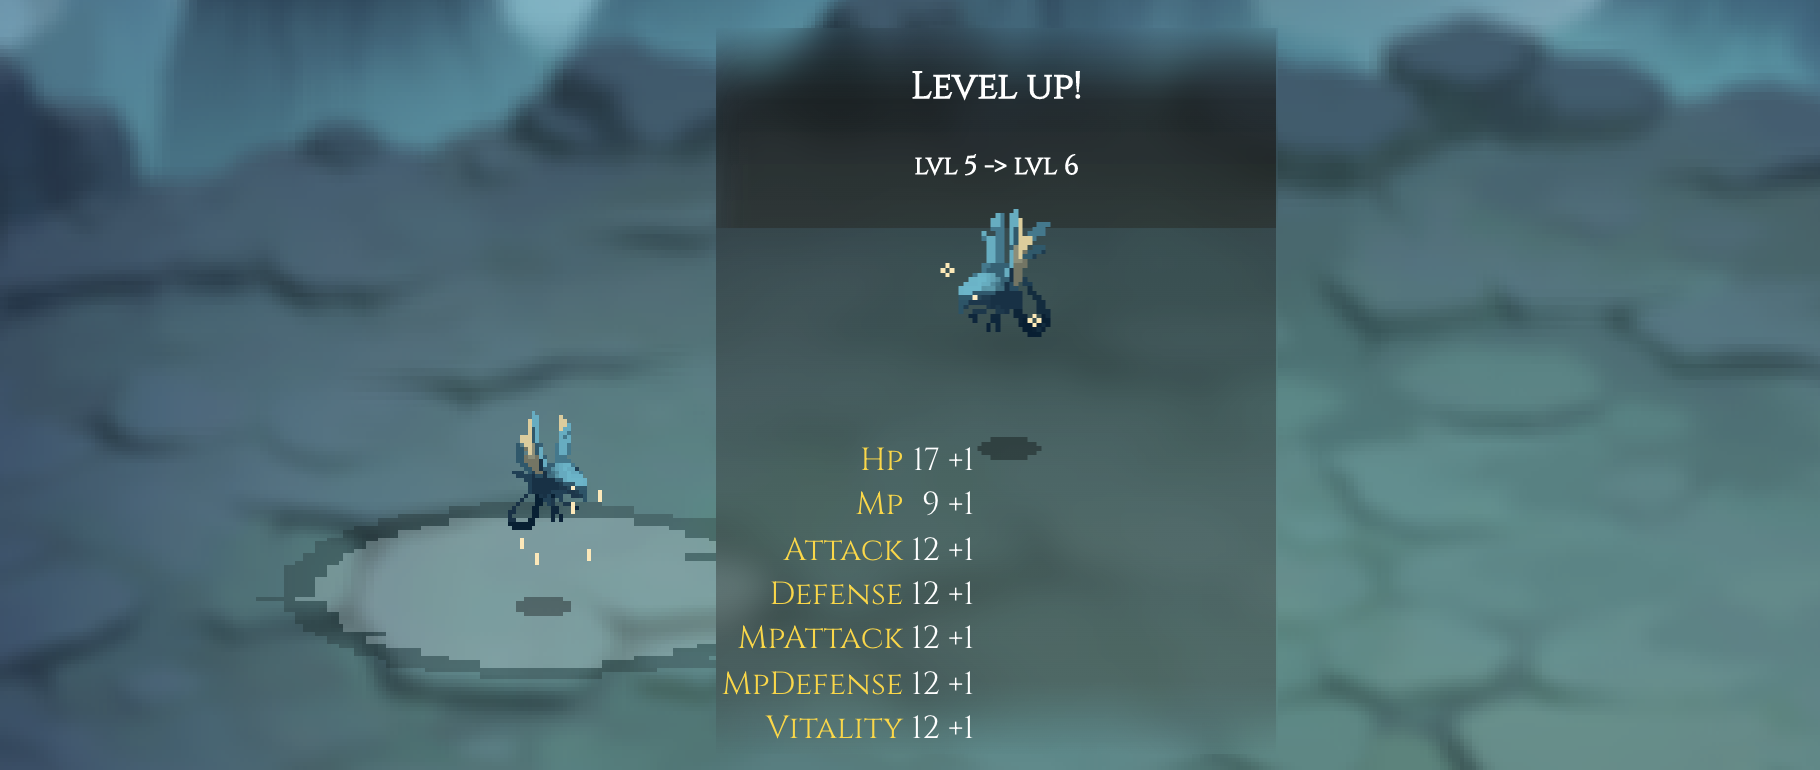 Level up!
lvl 5 -> lvl 6
Hp 17 +1
Mp 9 +1
Attack 12 +1
Defense 12 +1
MpAttack 12 +1
MpDefense 12 +1
Vitality 12 +1